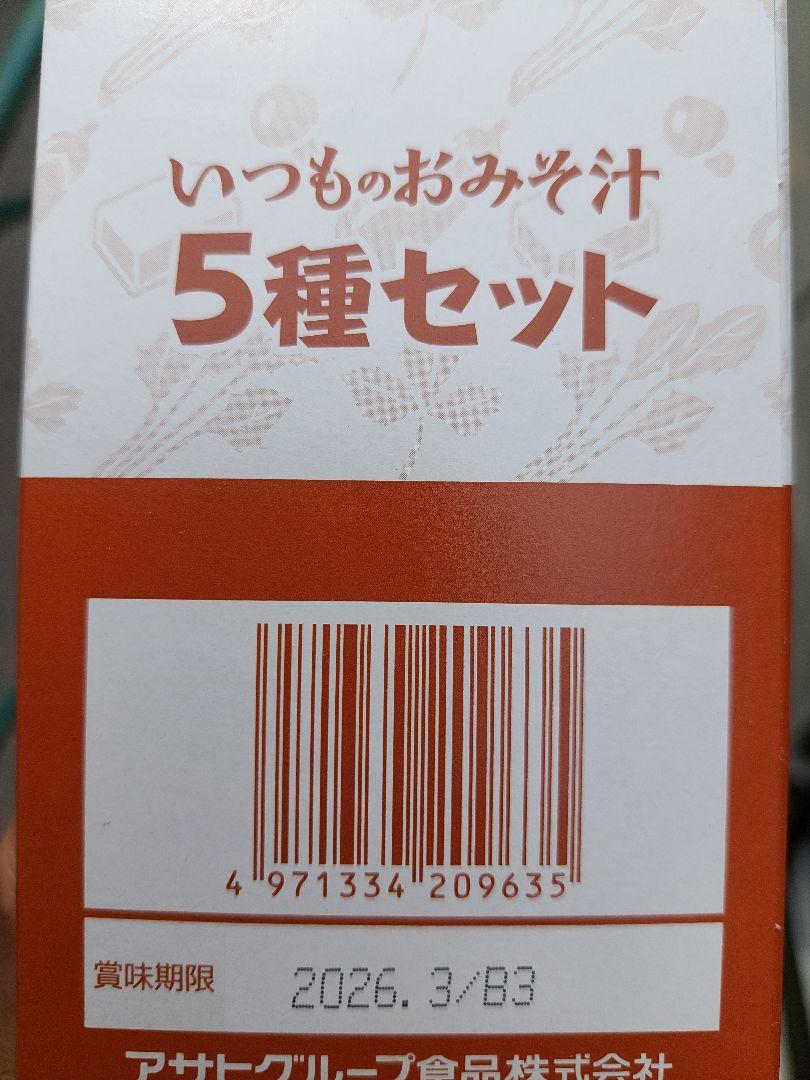 いつものおみそ汁
5種セット
4 971334 209635
賞味期限 2026. 3/B3
アサヒグループ食品株式会社